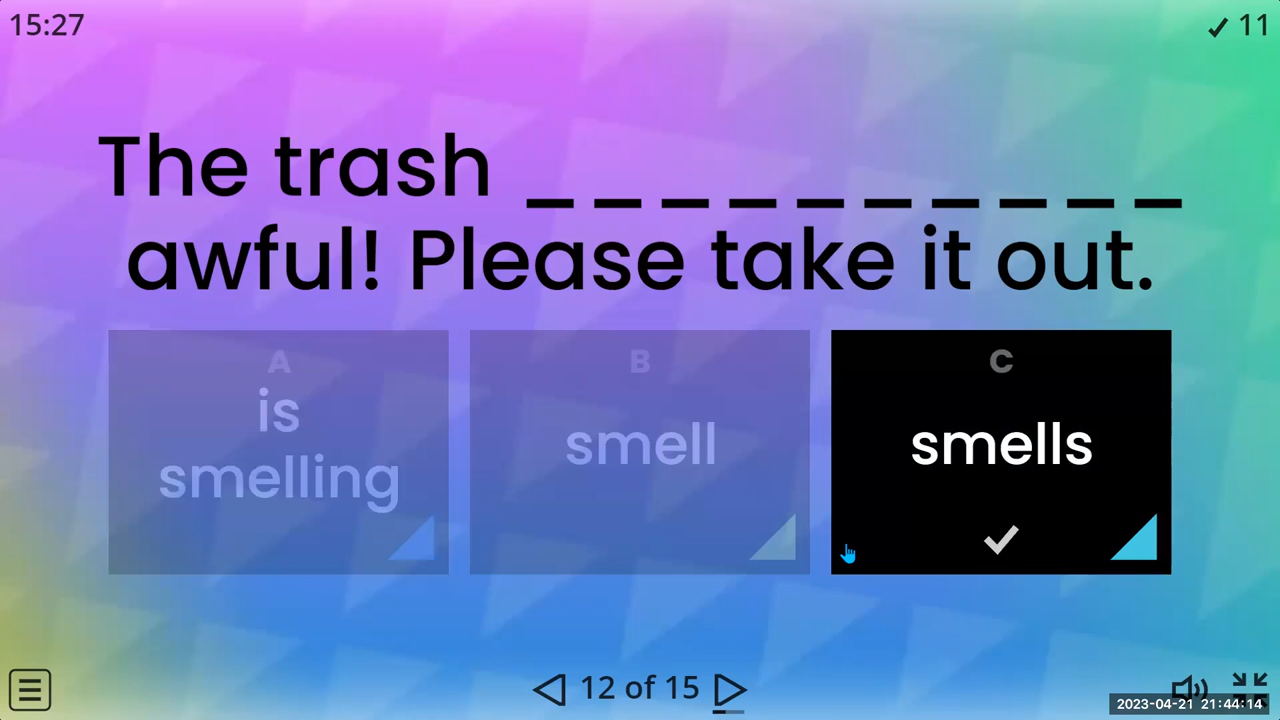 15:27
✓ 11
The trash _ _ _ _ _ _ _ _ _ _
awful! Please take it out.
A
is
smelling
B
smell
C
smells
12 of 15
2023-04-21 21:44:14